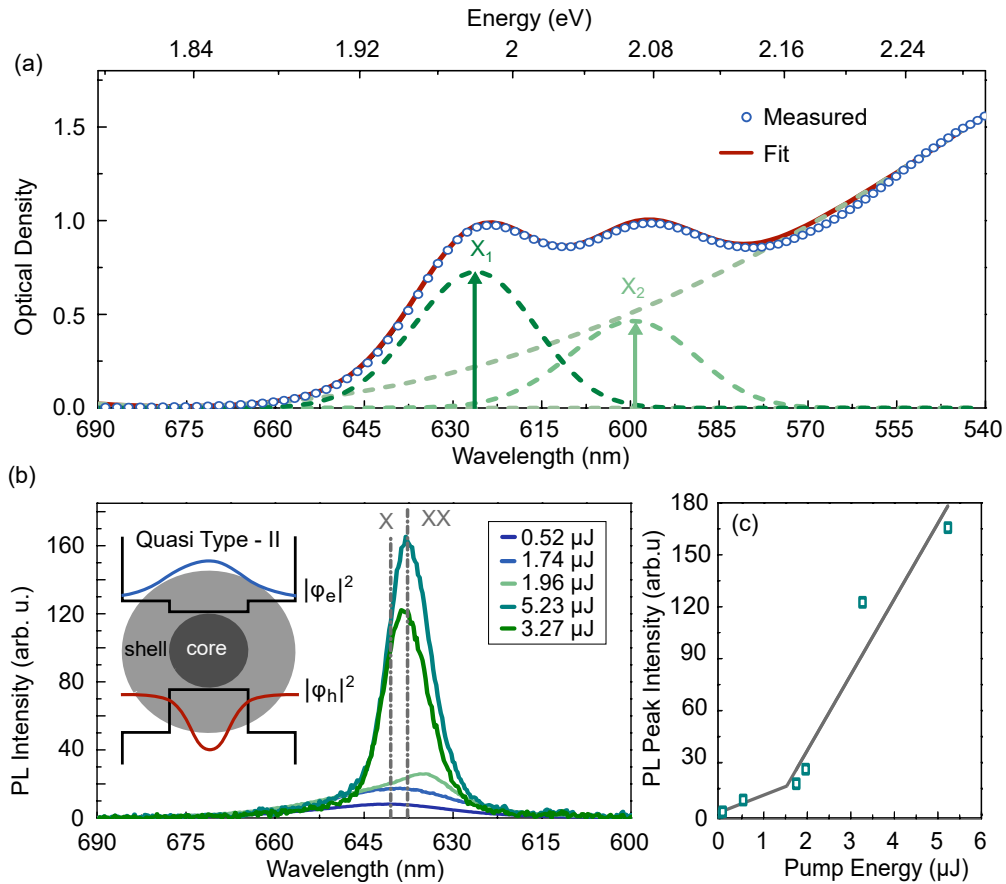 Energy (eV)
1.84 1.92 2 2.08 2.16 2.24
(a)
Optical Density
1.5
1.0
0.5
0.0
Measured
Fit
X₁
X₂
690 675 660 645 630 615 600 585 570 555 540
Wavelength (nm)
(b)
PL Intensity (arb. u.)
160
120
80
40
0
Quasi Type - II
|φₑ|²
shell core
|φₕ|²
X XX
0.52 µJ
1.74 µJ
1.96 µJ
5.23 µJ
3.27 µJ
690 660 645 630 600
Wavelength (nm)
(c)
PL Peak Intensity (arb.u)
180
150
120
90
60
30
0
0 1 2 3 4 5 6
Pump Energy (µJ)